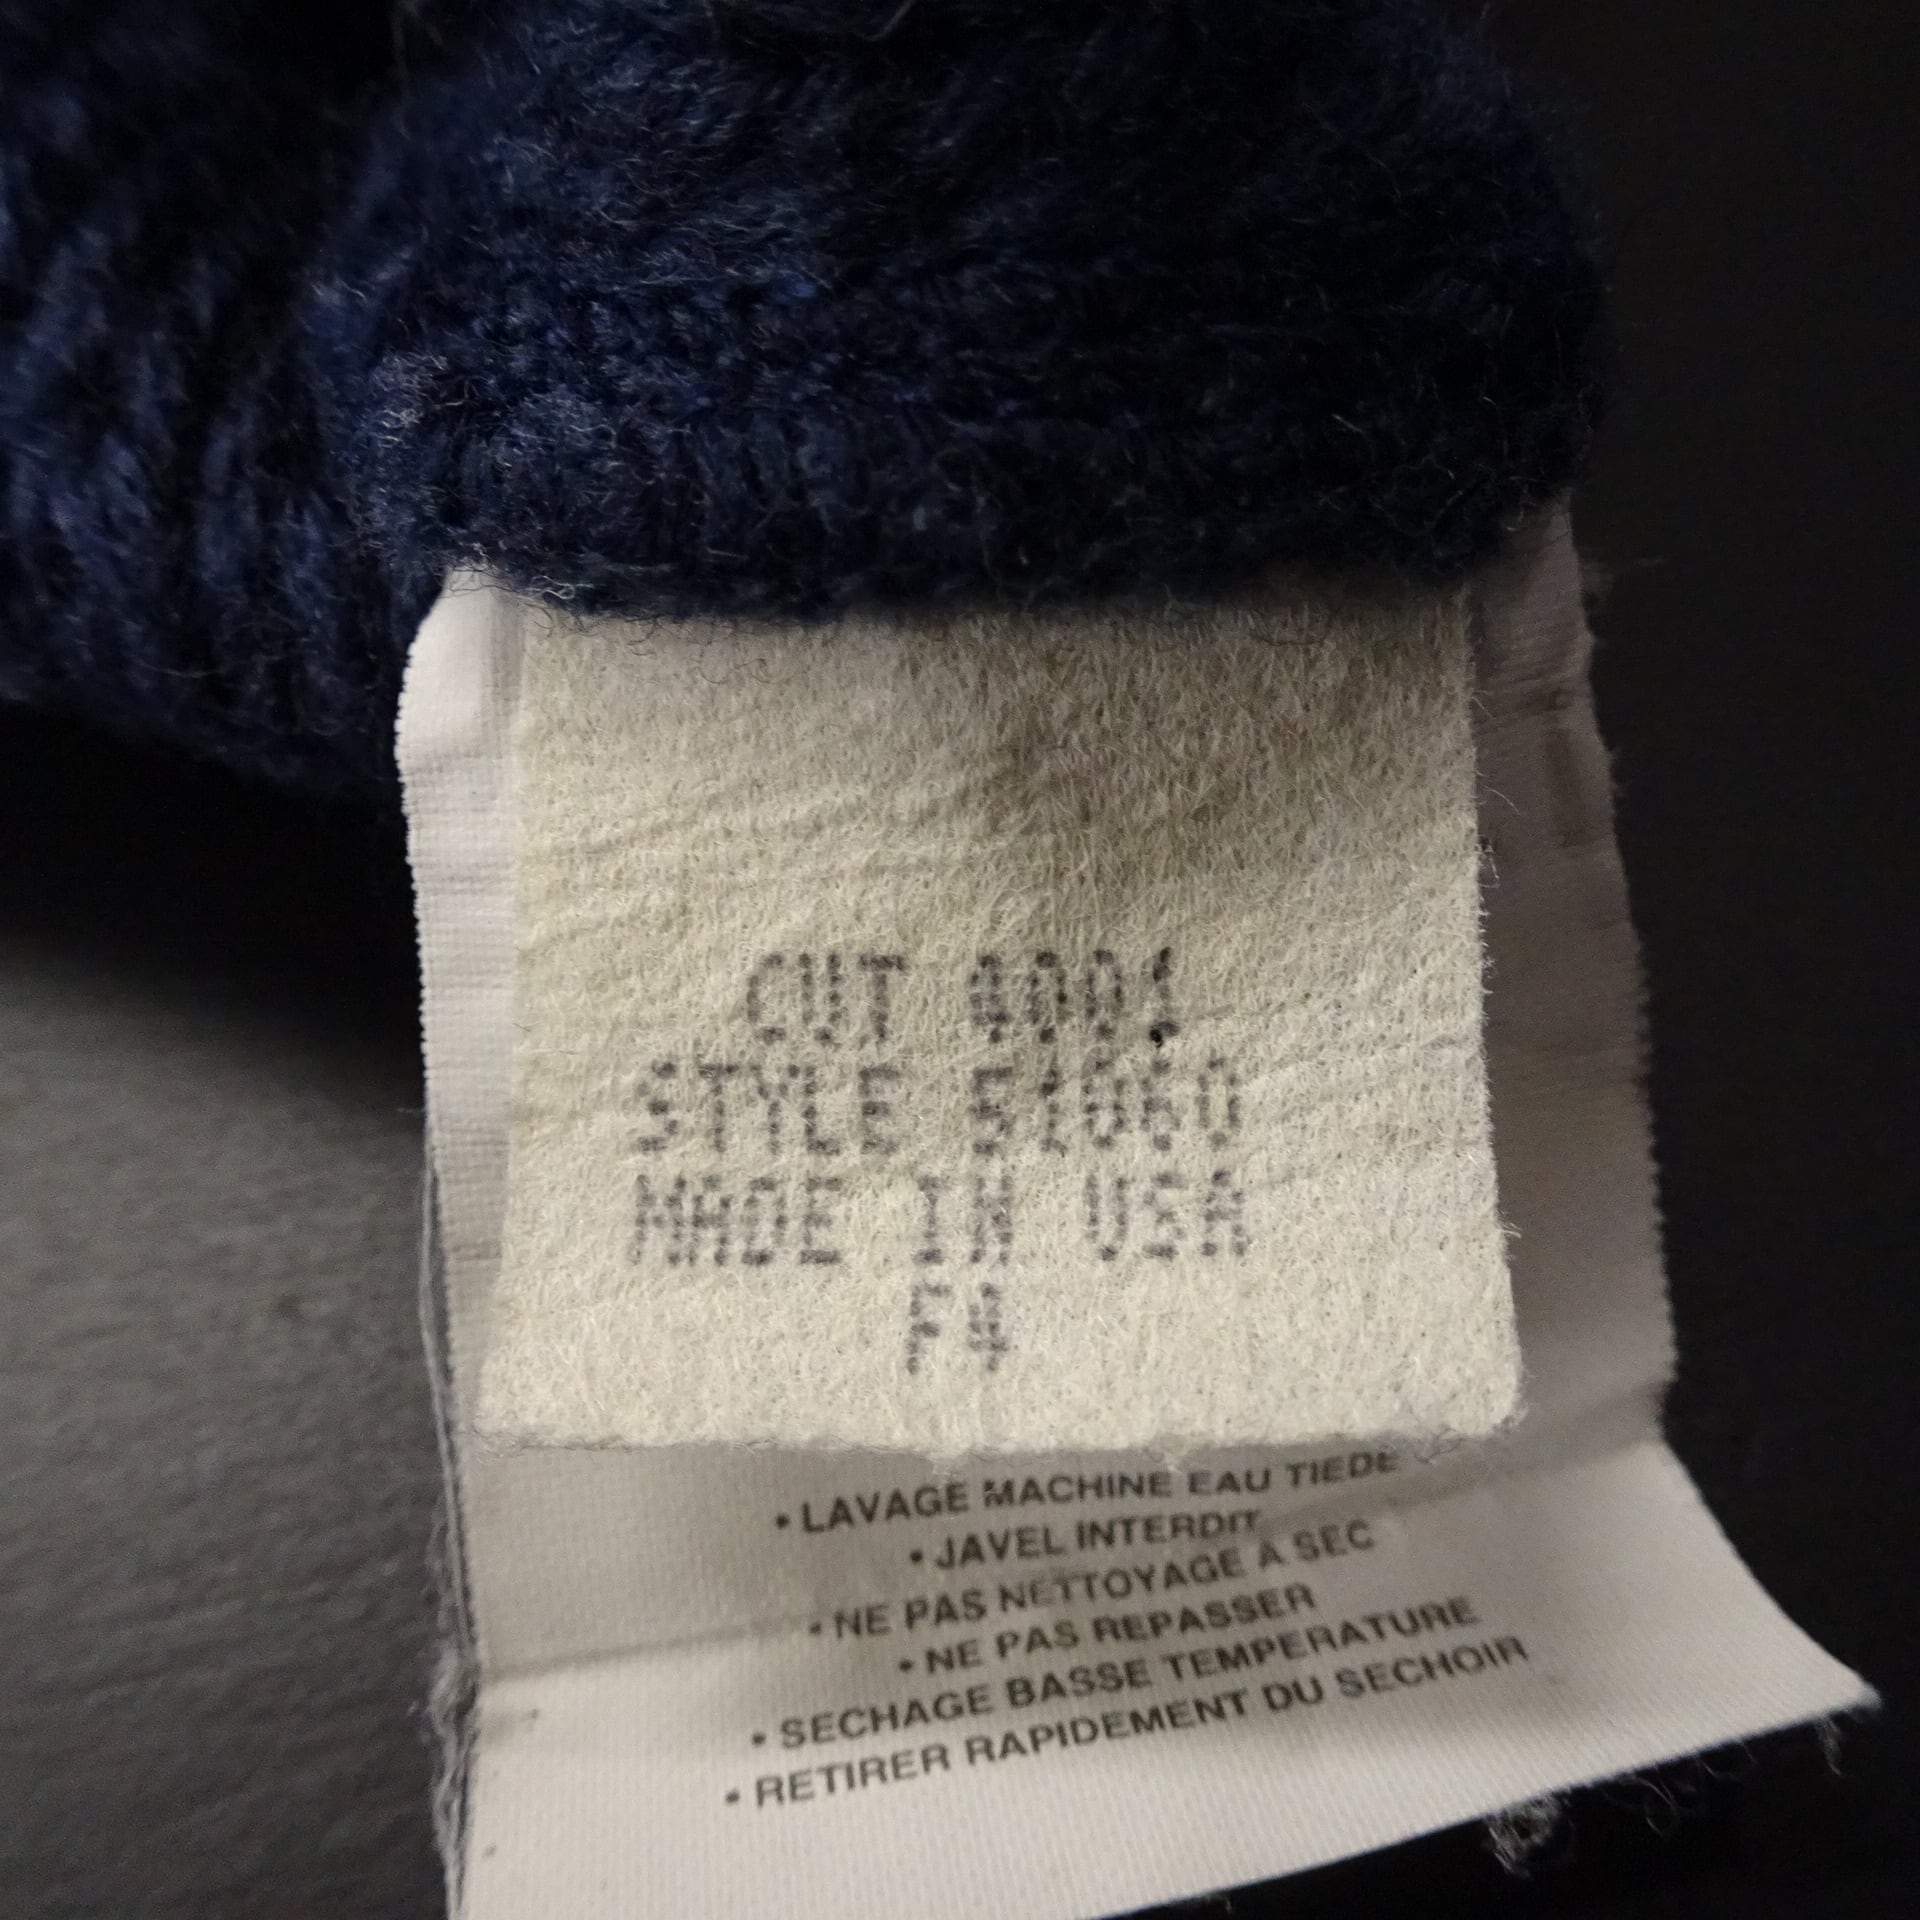 CUT 4001
STYLE 51060
MADE IN USA
• LAVAGE MACHINE EAU TIEDE
• JAVEL INTERDIT
• NE PAS NETTOYAGE A SEC
• NE PAS REPASSER
• SECHAGE BASSE TEMPERATURE
• RETIRER RAPIDEMENT DU SECHOIR